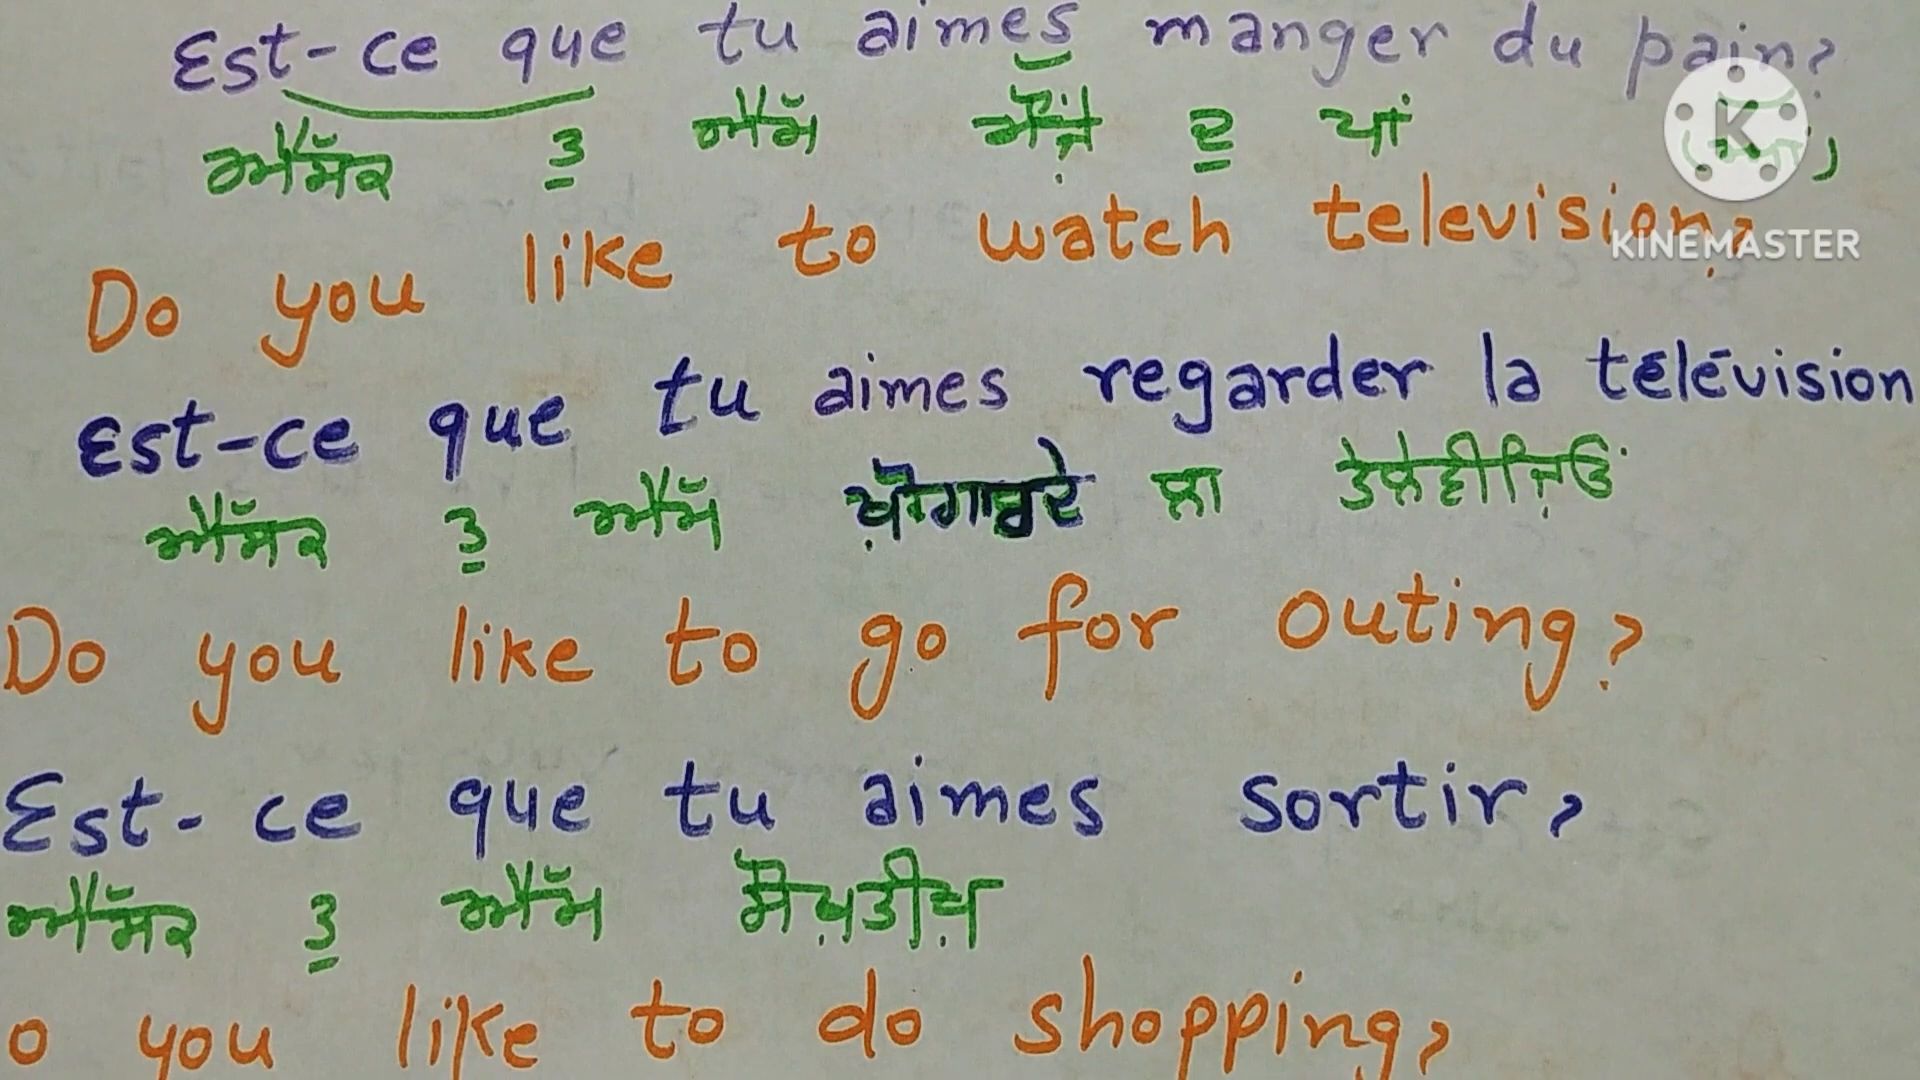 Est-ce que tu aimes manger du pain?
ਐਸੱਕ ਤੁ ਐਮੱ ਮੌਂਜ਼ੇ ਦੁ ਪਾਂ
Do you like to watch television?
KINEMASTER
Est-ce que tu aimes regarder la télévision
ਐਸੱਕ ਤੁ ਐਮੱ ਲਾ ਤੇਲੇਵੀਜ਼ਿਓਂ
Do you like to go for outing?
Est-ce que tu aimes sortir?
ਐਸੱਕ ਤੁ ਐਮੱ ਸੋਖ਼ਤੀਖ਼
o you like to do shopping?